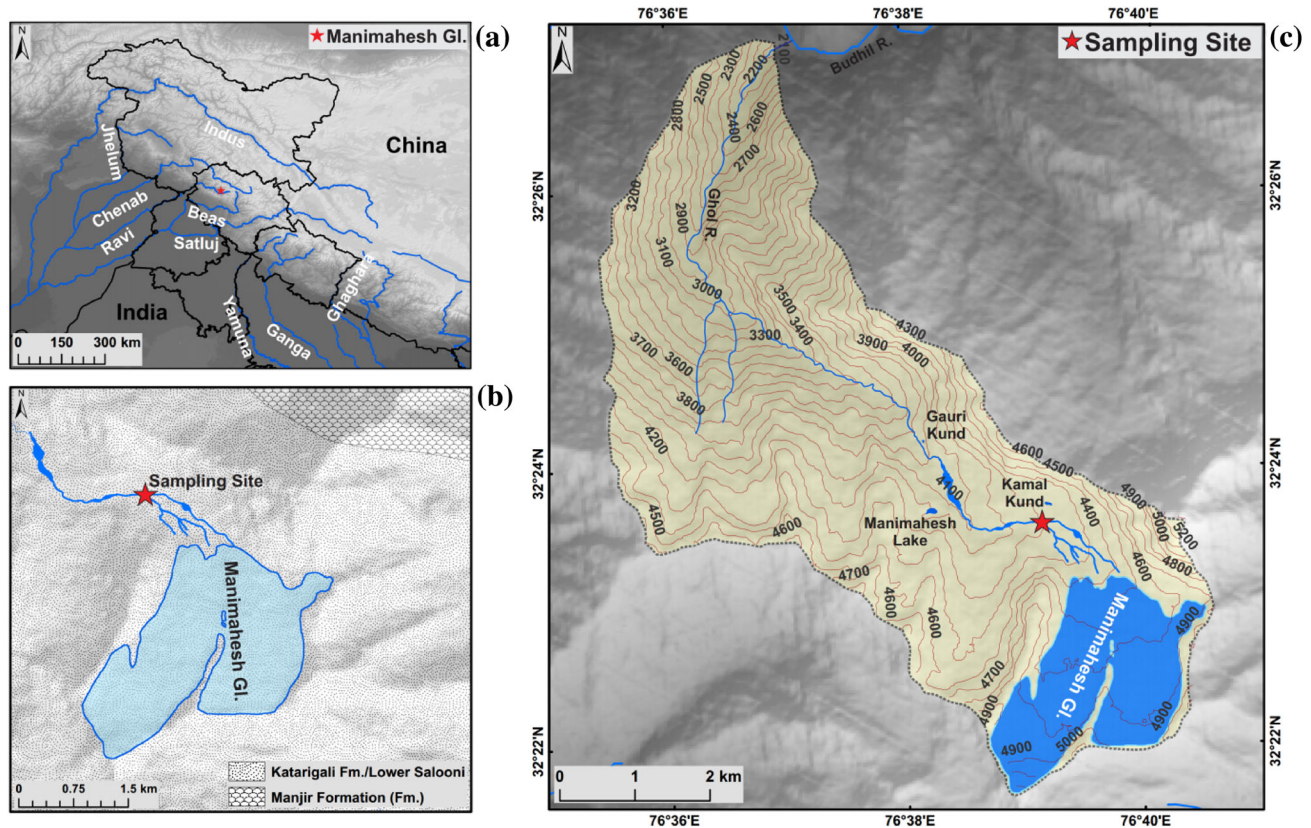 N
Manimahesh Gl.
(a)
Indus
Jhelum
China
Chenab
Ravi
Beas
Satluj
Ghaghara
India
Yamuna
Ganga
0 150 300 km
N
(b)
Sampling Site
Manimahesh Gl.
Katarigali Fm./Lower Salooni
Manjir Formation (Fm.)
0 0.75 1.5 km
76°36'E
76°38'E
76°40'E
N
Sampling Site
(c)
Budhil R.
2100
2200
2300
2500
2800
2400
2600
2700
32°26'N
32°26'N
3200
Ghol R.
2900
3100
3000
3500
3400
3300
4300
3900
4000
3700
3600
3800
Gauri
Kund
4200
4600
4500
32°24'N
32°24'N
4100
Kamal
Kund
4900
5000
5200
4400
4500
4600
Manimahesh
Lake
4800
4600
4700
4600
4600
Manimahesh Gl.
4900
4700
4900
4900
5000
4900
32°22'N
32°22'N
0 1 2 km
76°36'E
76°38'E
76°40'E